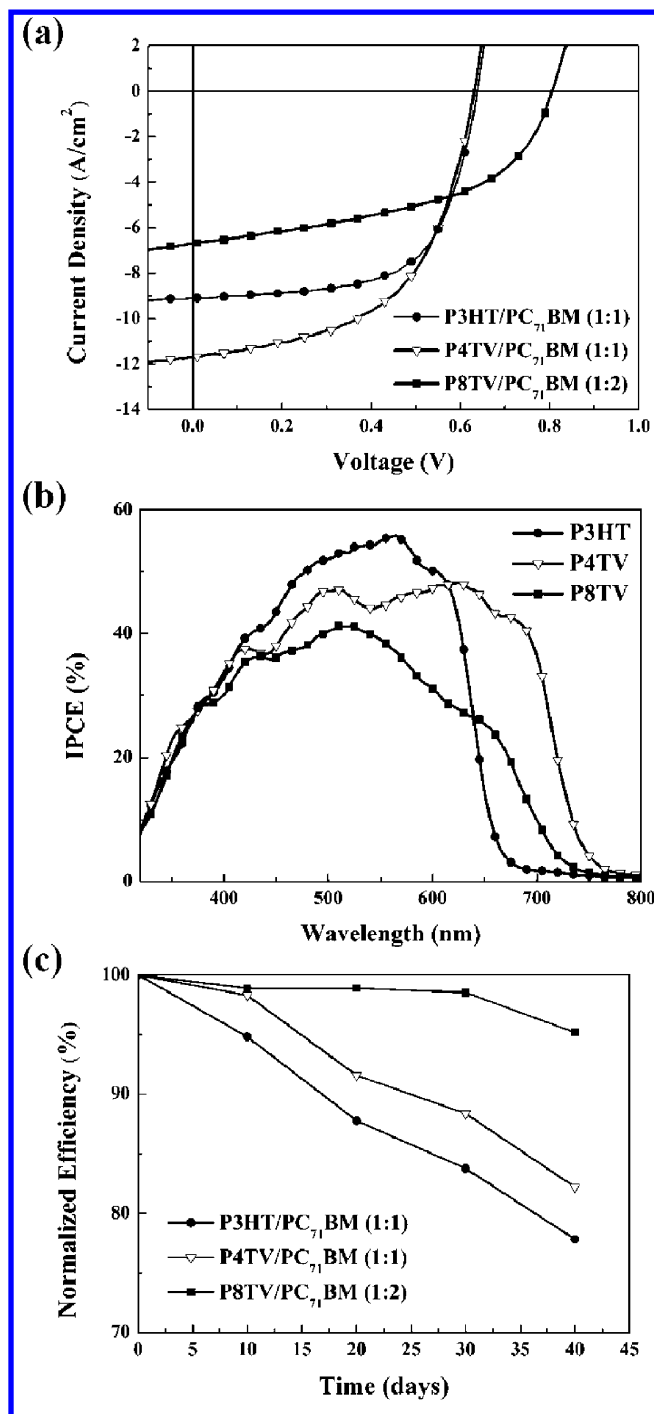 (a)
2
0
-2
-4
-6
-8
-10
-12
-14
Current Density (A/cm²)
P3HT/PC₇₁BM (1:1)
P4TV/PC₇₁BM (1:1)
P8TV/PC₇₁BM (1:2)
0.0 0.2 0.4 0.6 0.8 1.0
Voltage (V)
(b)
60
40
20
0
IPCE (%)
P3HT
P4TV
P8TV
400 500 600 700 800
Wavelength (nm)
(c)
100
90
80
70
Normalized Efficiency (%)
P3HT/PC₇₁BM (1:1)
P4TV/PC₇₁BM (1:1)
P8TV/PC₇₁BM (1:2)
0 5 10 15 20 25 30 35 40 45
Time (days)